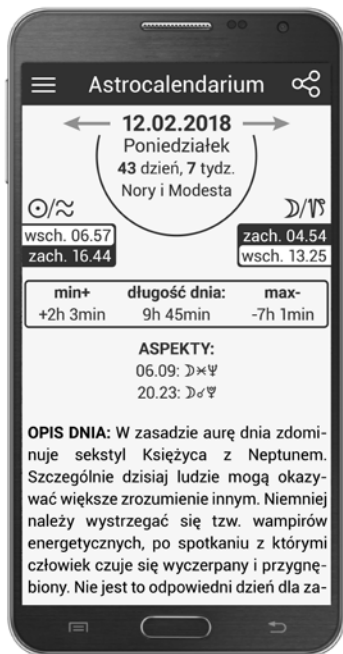 Astrocalendarium
12.02.2018
Poniedziałek
43 dzień, 7 tydz.
Nory i Modesta
☉/♒ ☽/♑
wsch. 06.57 zach. 04.54
zach. 16.44 wsch. 13.25
min+ długość dnia: max-
+2h 3min 9h 45min -7h 1min
ASPEKTY:
06.09: ☽⚹♆
20.23: ☽☌♇
OPIS DNIA: W zasadzie aurę dnia zdomi-
nuje sekstyl Księżyca z Neptunem.
Szczególnie dzisiaj ludzie mogą okazy-
wać większe zrozumienie innym. Niemniej
należy wystrzegać się tzw. wampirów
energetycznych, po spotkaniu z którymi
człowiek czuje się wyczerpany i przygnę-
biony. Nie jest to odpowiedni dzień dla za-